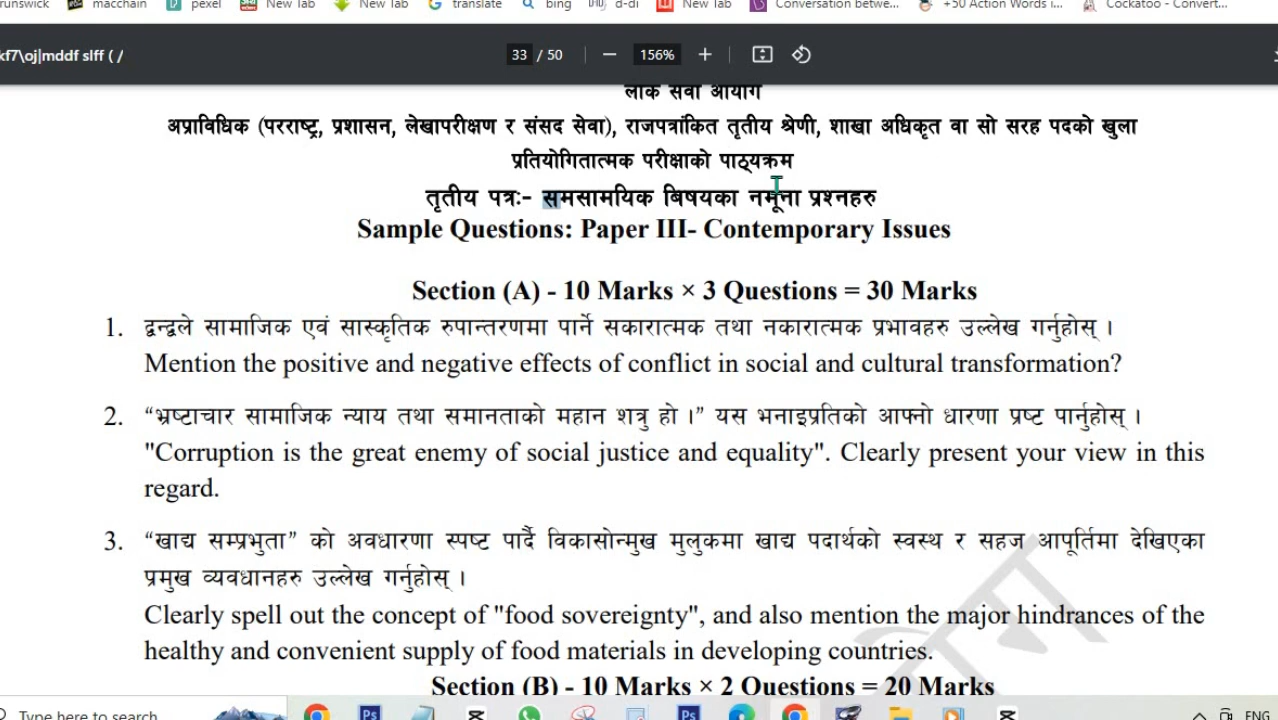 macchain
pexel
New Tab
New Tab
translate
bing
d-di
New Tab
Conversation betwe...
+50 Action Words i...
Cockatoo - Convert...
kf7\oj|mddf slff ( /
33 / 50
156%
लोक सेवा आयोग
अप्राविधिक (परराष्ट्र, प्रशासन, लेखापरीक्षण र संसद सेवा), राजपत्रांकित तृतीय श्रेणी, शाखा अधिकृत वा सो सरह पदको खुला
प्रतियोगितात्मक परीक्षाको पाठ्यक्रम
तृतीय पत्रः- समसामयिक बिषयका नमूना प्रश्नहरु
Sample Questions: Paper III- Contemporary Issues
Section (A) - 10 Marks × 3 Questions = 30 Marks
1. द्वन्द्वले सामाजिक एवं सास्कृतिक रुपान्तरणमा पार्ने सकारात्मक तथा नकारात्मक प्रभावहरु उल्लेख गर्नुहोस् ।
Mention the positive and negative effects of conflict in social and cultural transformation?
2. “भ्रष्टाचार सामाजिक न्याय तथा समानताको महान शत्रु हो ।” यस भनाइप्रतिको आफ्नो धारणा प्रष्ट पार्नुहोस् ।
"Corruption is the great enemy of social justice and equality". Clearly present your view in this
regard.
3. “खाद्य सम्प्रभुता” को अवधारणा स्पष्ट पार्दै विकासोन्मुख मुलुकमा खाद्य पदार्थको स्वस्थ र सहज आपूर्तिमा देखिएका
प्रमुख व्यवधानहरु उल्लेख गर्नुहोस् ।
Clearly spell out the concept of "food sovereignty", and also mention the major hindrances of the
healthy and convenient supply of food materials in developing countries.
Section (B) - 10 Marks × 2 Questions = 20 Marks
Type here to search
ENG